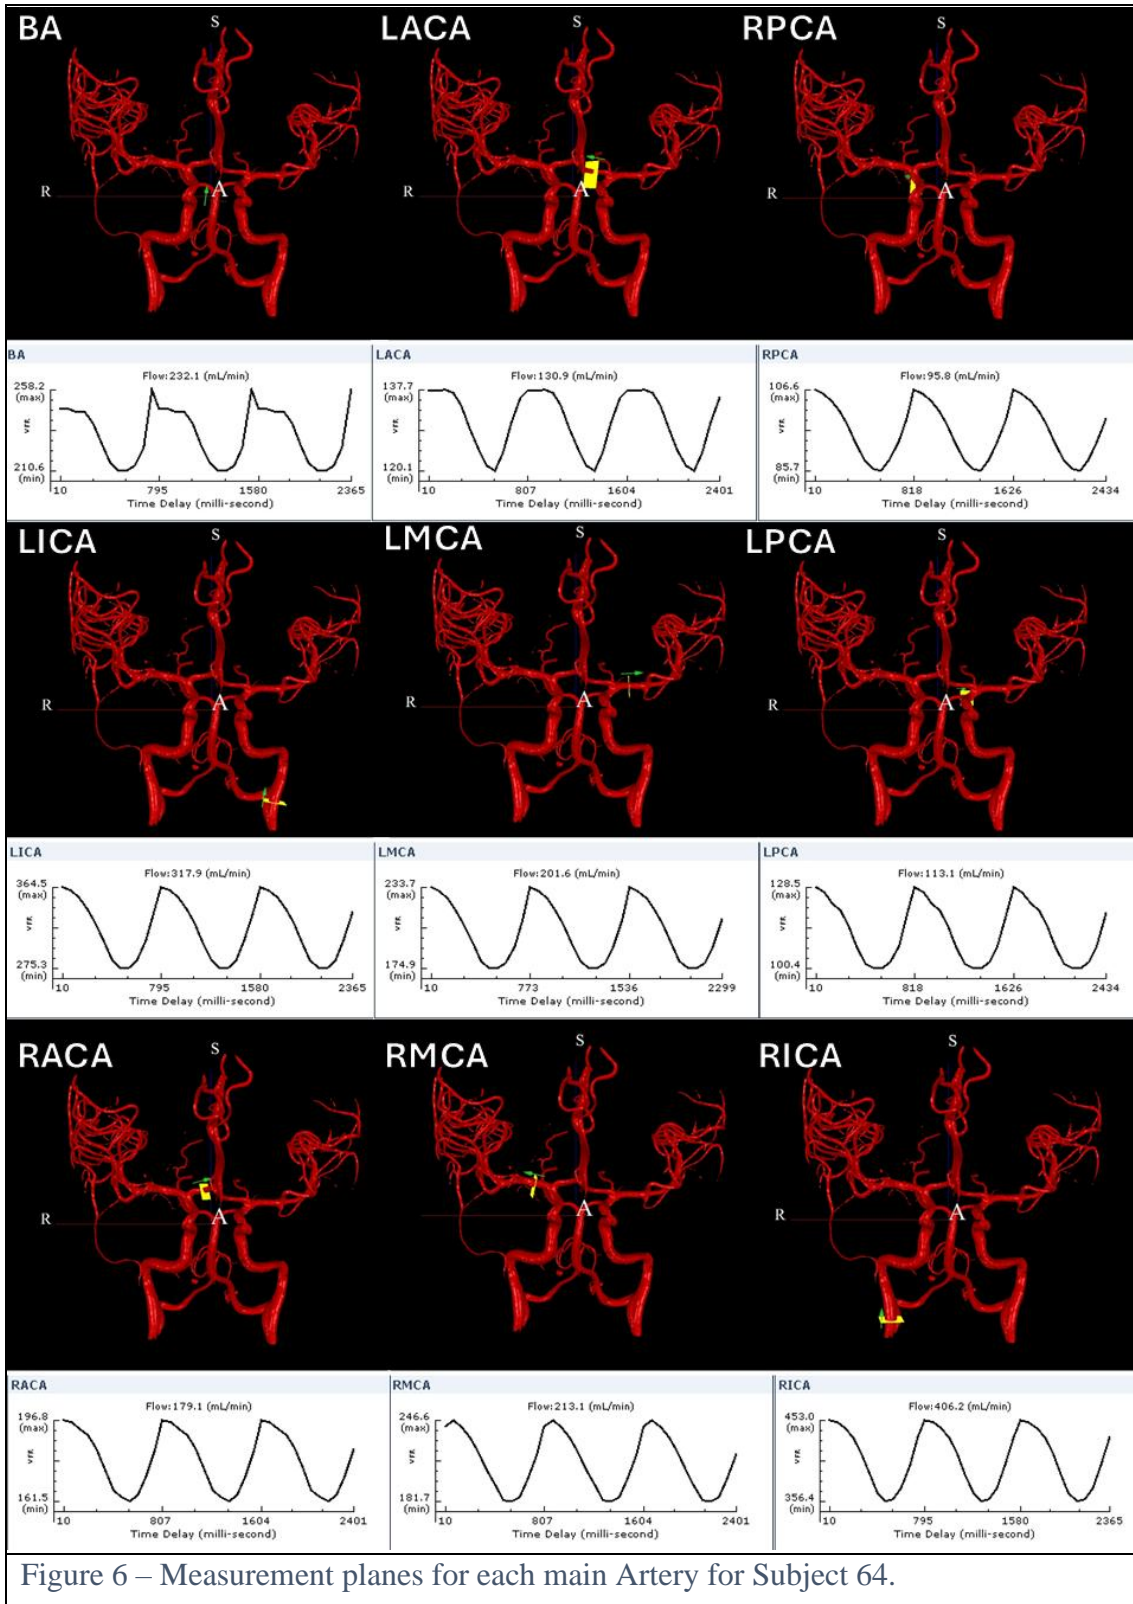 BA
LACA
RPCA
S
S
S
R
A
A
R
A
BA
LACA
RPCA
Flow:232.1 (mL/min)
Flow:130.9 (mL/min)
Flow:95.8 (mL/min)
258.2
(max)
VFR
210.6
(min)
10 795 1580 2365
Time Delay (milli-second)
137.7
(max)
VFR
120.1
(min)
10 807 1604 2401
Time Delay (milli-second)
106.6
(max)
VFR
85.7
(min)
10 818 1626 2434
Time Delay (milli-second)
LICA
LMCA
LPCA
S
S
S
R
A
A
R
A
LICA
LMCA
LPCA
Flow:317.9 (mL/min)
Flow:201.6 (mL/min)
Flow:113.1 (mL/min)
364.5
(max)
VFR
275.3
(min)
10 795 1580 2365
Time Delay (milli-second)
233.7
(max)
VFR
174.9
(min)
10 773 1536 2299
Time Delay (milli-second)
128.5
(max)
VFR
100.4
(min)
10 818 1626 2434
Time Delay (milli-second)
RACA
RMCA
RICA
S
S
S
R
A
A
R
A
RACA
RMCA
RICA
Flow:179.1 (mL/min)
Flow:213.1 (mL/min)
Flow:406.2 (mL/min)
196.8
(max)
VFR
161.5
(min)
10 807 1604 2401
Time Delay (milli-second)
246.6
(max)
VFR
181.7
(min)
10 807 1604 2401
Time Delay (milli-second)
453.0
(max)
VFR
356.4
(min)
10 795 1580 2365
Time Delay (milli-second)
Figure 6 – Measurement planes for each main Artery for Subject 64.